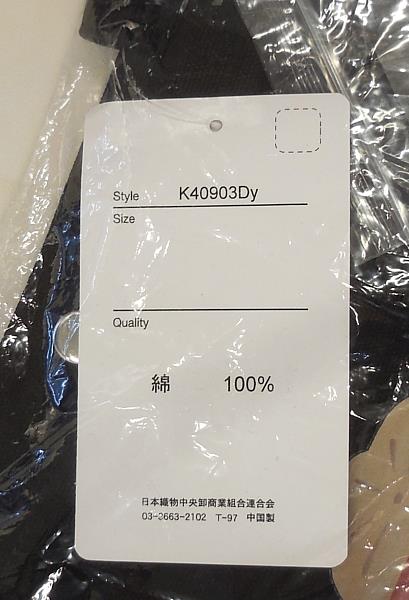 Style K40903Dy
Size
Quality
綿 100%
日本織物中央卸商業組合連合会
03-3663-2102 T-97 中国製